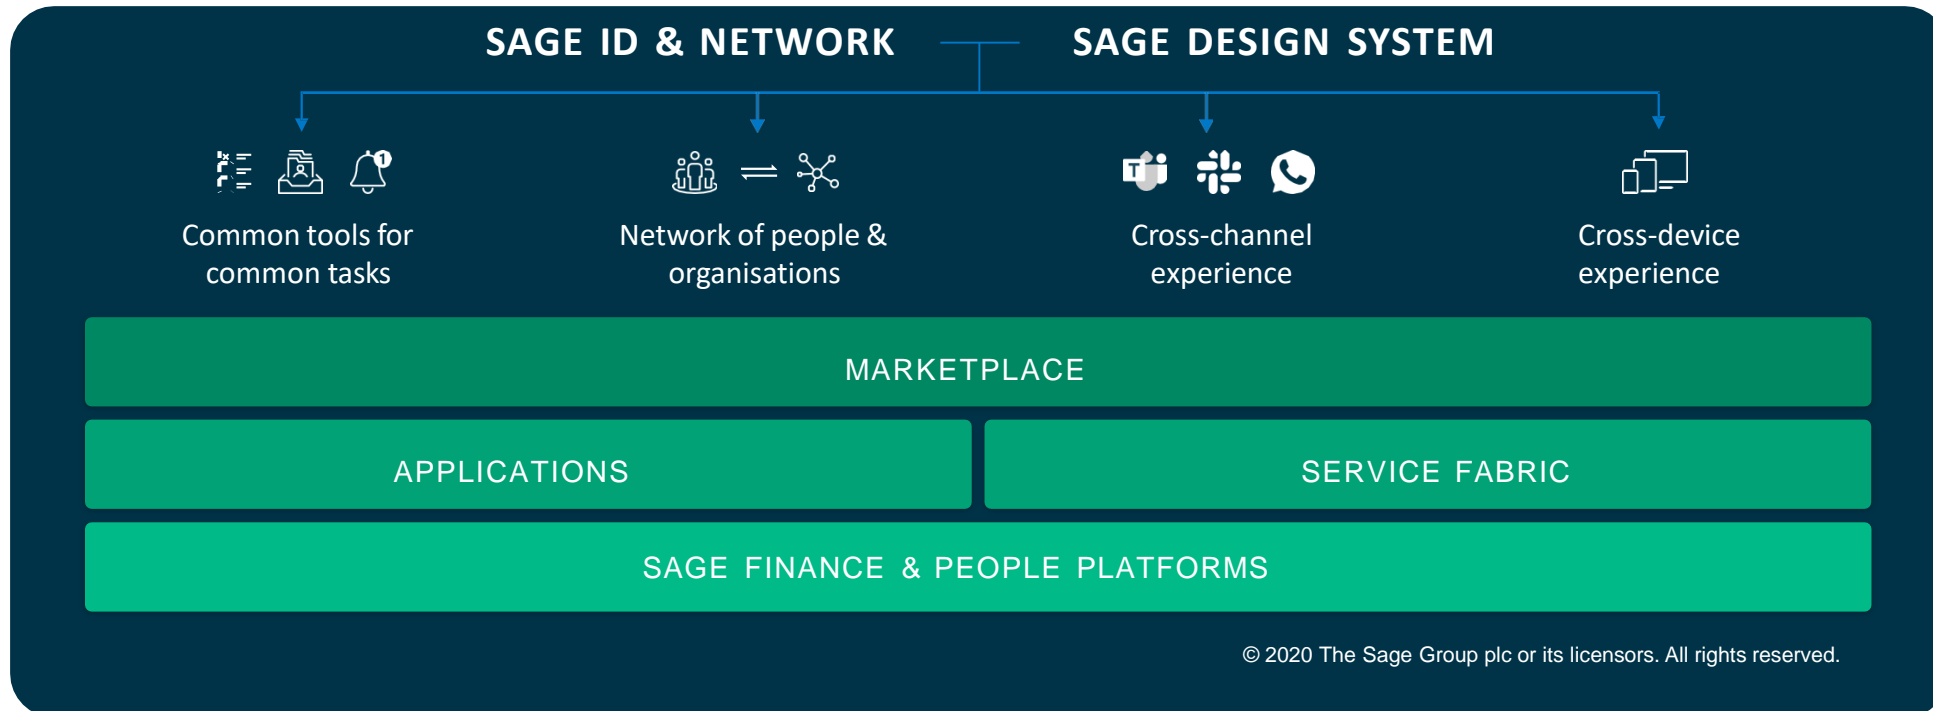 SAGE ID & NETWORK
SAGE DESIGN SYSTEM
1
T
Common tools for
common tasks
Network of people &
organisations
Cross-channel
experience
Cross-device
experience
MARKETPLACE
APPLICATIONS
SERVICE FABRIC
SAGE FINANCE & PEOPLE PLATFORMS
© 2020 The Sage Group plc or its licensors. All rights reserved.